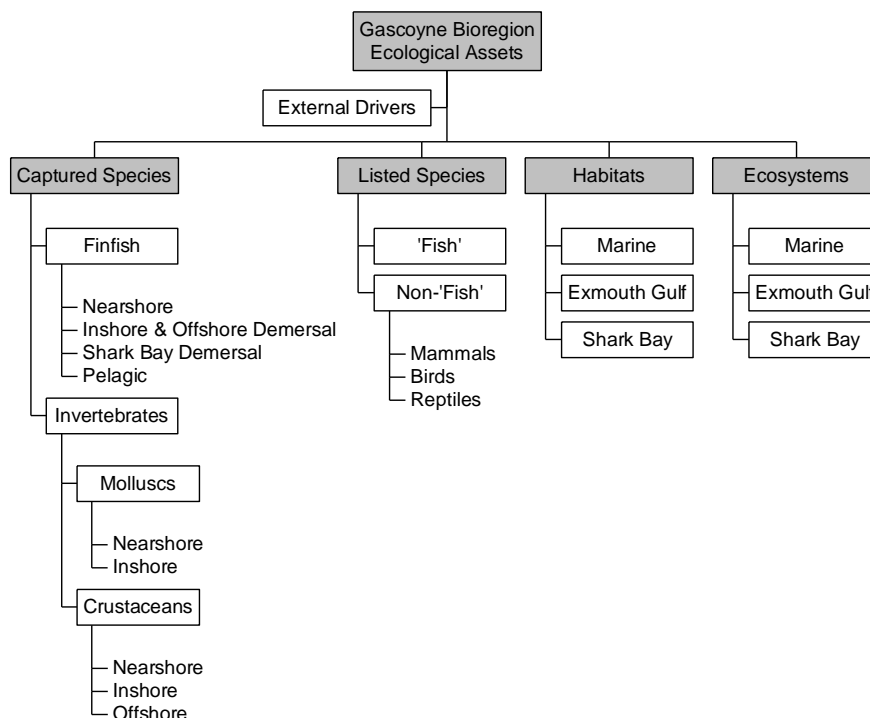 Gascoyne Bioregion
Ecological Assets
External Drivers
Captured Species
Finfish
Nearshore
Inshore & Offshore Demersal
Shark Bay Demersal
Pelagic
Invertebrates
Molluscs
Nearshore
Inshore
Crustaceans
Nearshore
Inshore
Offshore
Listed Species
'Fish'
Non-'Fish'
Mammals
Birds
Reptiles
Habitats
Marine
Exmouth Gulf
Shark Bay
Ecosystems
Marine
Exmouth Gulf
Shark Bay